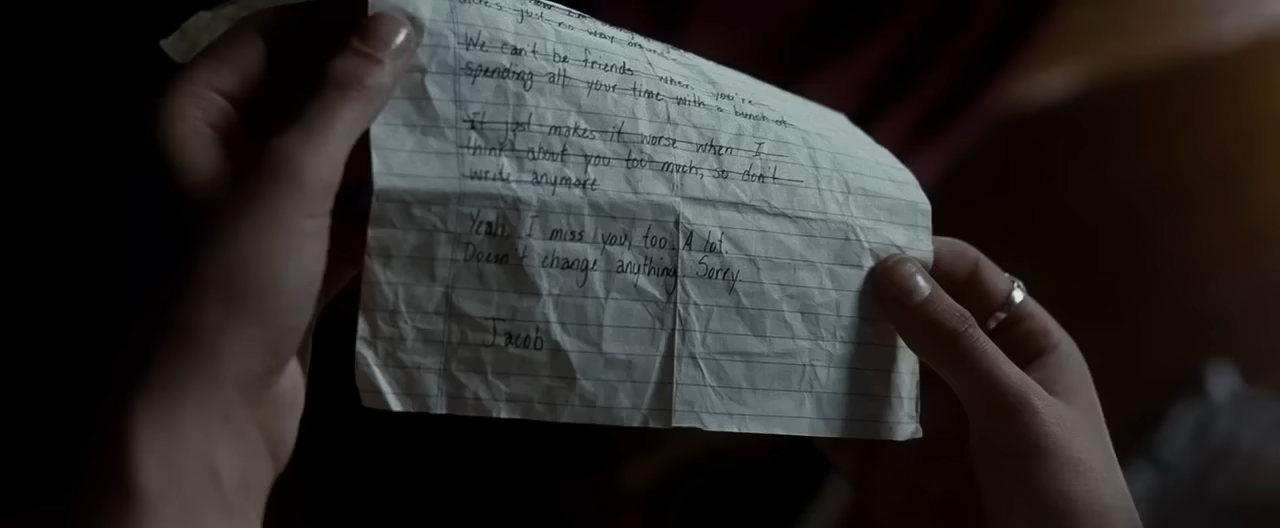 just no way around
We can't be friends when you're
spending all your time with a bunch of
It just makes it worse when I
think about you too much, so don't
write anymore
Yeah, I miss you, too. A lot.
Doesn't change anything. Sorry.
Jacob